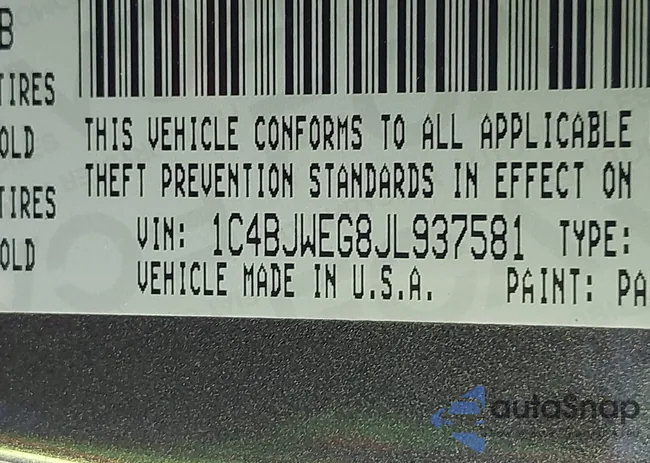 B
TIRES
OLD
TIRES
OLD
THIS VEHICLE CONFORMS TO ALL APPLICABLE
THEFT PREVENTION STANDARDS IN EFFECT ON
VIN: 1C4BJWEG8JL937581 TYPE:
VEHICLE MADE IN U.S.A. PAINT: PA
autoSnap